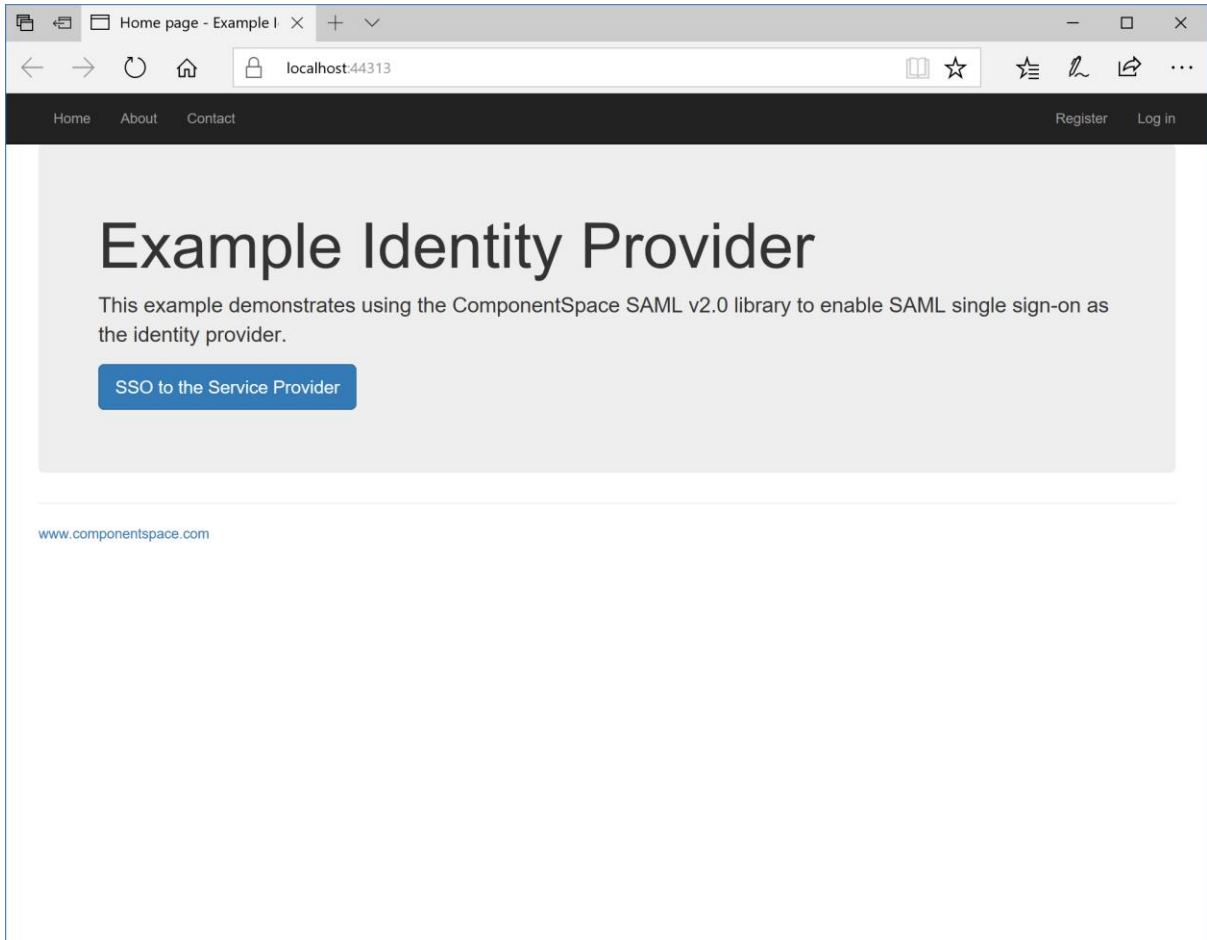 Home page - Example I
localhost:44313
Home About Contact Register Log in
Example Identity Provider
This example demonstrates using the ComponentSpace SAML v2.0 library to enable SAML single sign-on as
the identity provider.
SSO to the Service Provider
www.componentspace.com